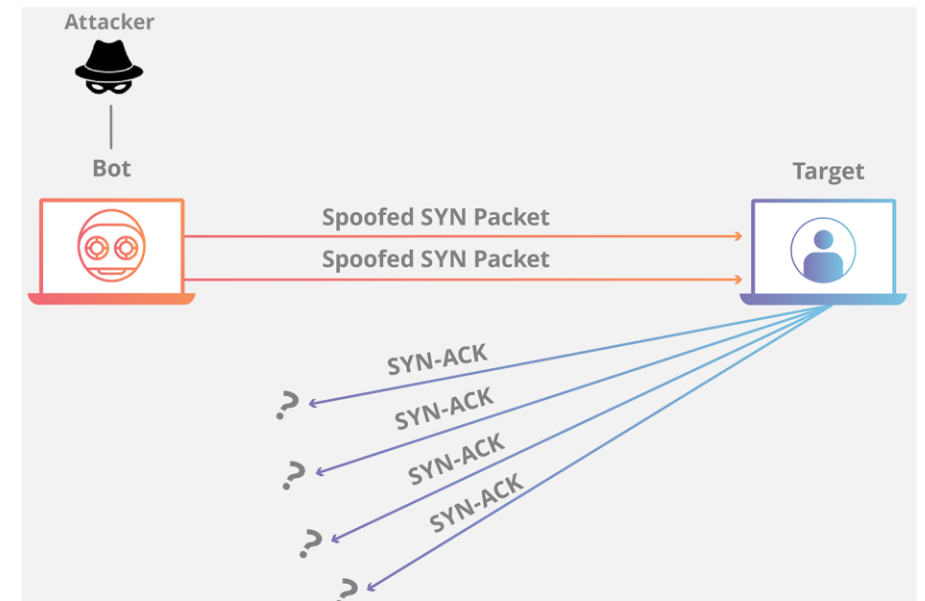 Attacker
Bot
Target
Spoofed SYN Packet
Spoofed SYN Packet
SYN-ACK
?
SYN-ACK
?
SYN-ACK
?
SYN-ACK
?